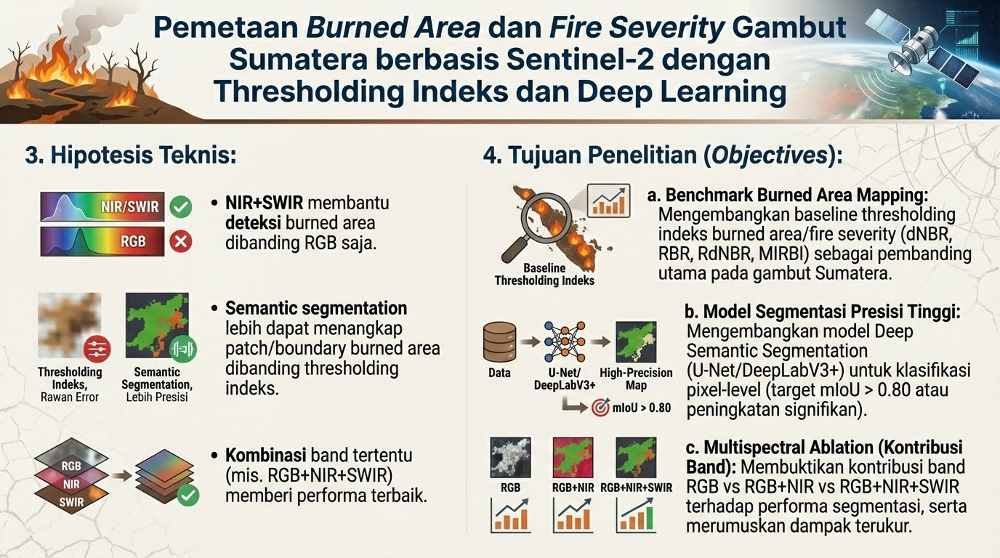 Pemetaan Burned Area dan Fire Severity Gambut
Sumatera berbasis Sentinel-2 dengan
Thresholding Indeks dan Deep Learning
3. Hipotesis Teknis:
NIR/SWIR
RGB
• NIR+SWIR membantu
deteksi burned area
dibanding RGB saja.
Thresholding
Indeks,
Rawan Error
Semantic
Segmentation,
Lebih Presisi
• Semantic segmentation
lebih dapat menangkap
patch/boundary burned area
dibanding thresholding
indeks.
RGB
NIR
SWIR
• Kombinasi band tertentu
(mis. RGB+NIR+SWIR)
memberi performa terbaik.
4. Tujuan Penelitian (Objectives):
Baseline
Thresholding Indeks
a. Benchmark Burned Area Mapping:
Mengembangkan baseline thresholding
indeks burned area/fire severity (dNBR,
RBR, RdNBR, MIRBI) sebagai pembanding
utama pada gambut Sumatera.
Data
U-Net/
DeepLabV3+
High-Precision
Map
mIoU > 0.80
b. Model Segmentasi Presisi Tinggi:
Mengembangkan model Deep
Semantic Segmentation
(U-Net/DeepLabV3+) untuk klasifikasi
pixel-level (target mIoU > 0.80 atau
peningkatan signifikan).
RGB
RGB+NIR
RGB+NIR+SWIR
c. Multispectral Ablation (Kontribusi
Band): Membuktikan kontribusi band
RGB vs RGB+NIR vs RGB+NIR+SWIR
terhadap performa segmentasi, serta
merumuskan dampak terukur.